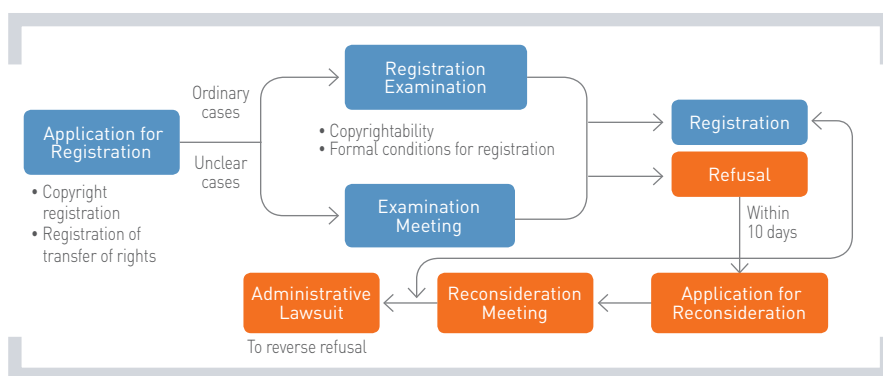 Application for
Registration
• Copyright
registration
• Registration of
transfer of rights
Ordinary
cases
Unclear
cases
Registration
Examination
• Copyrightability
• Formal conditions for registration
Examination
Meeting
Registration
Refusal
Within
10 days
Application for
Reconsideration
Reconsideration
Meeting
Administrative
Lawsuit
To reverse refusal